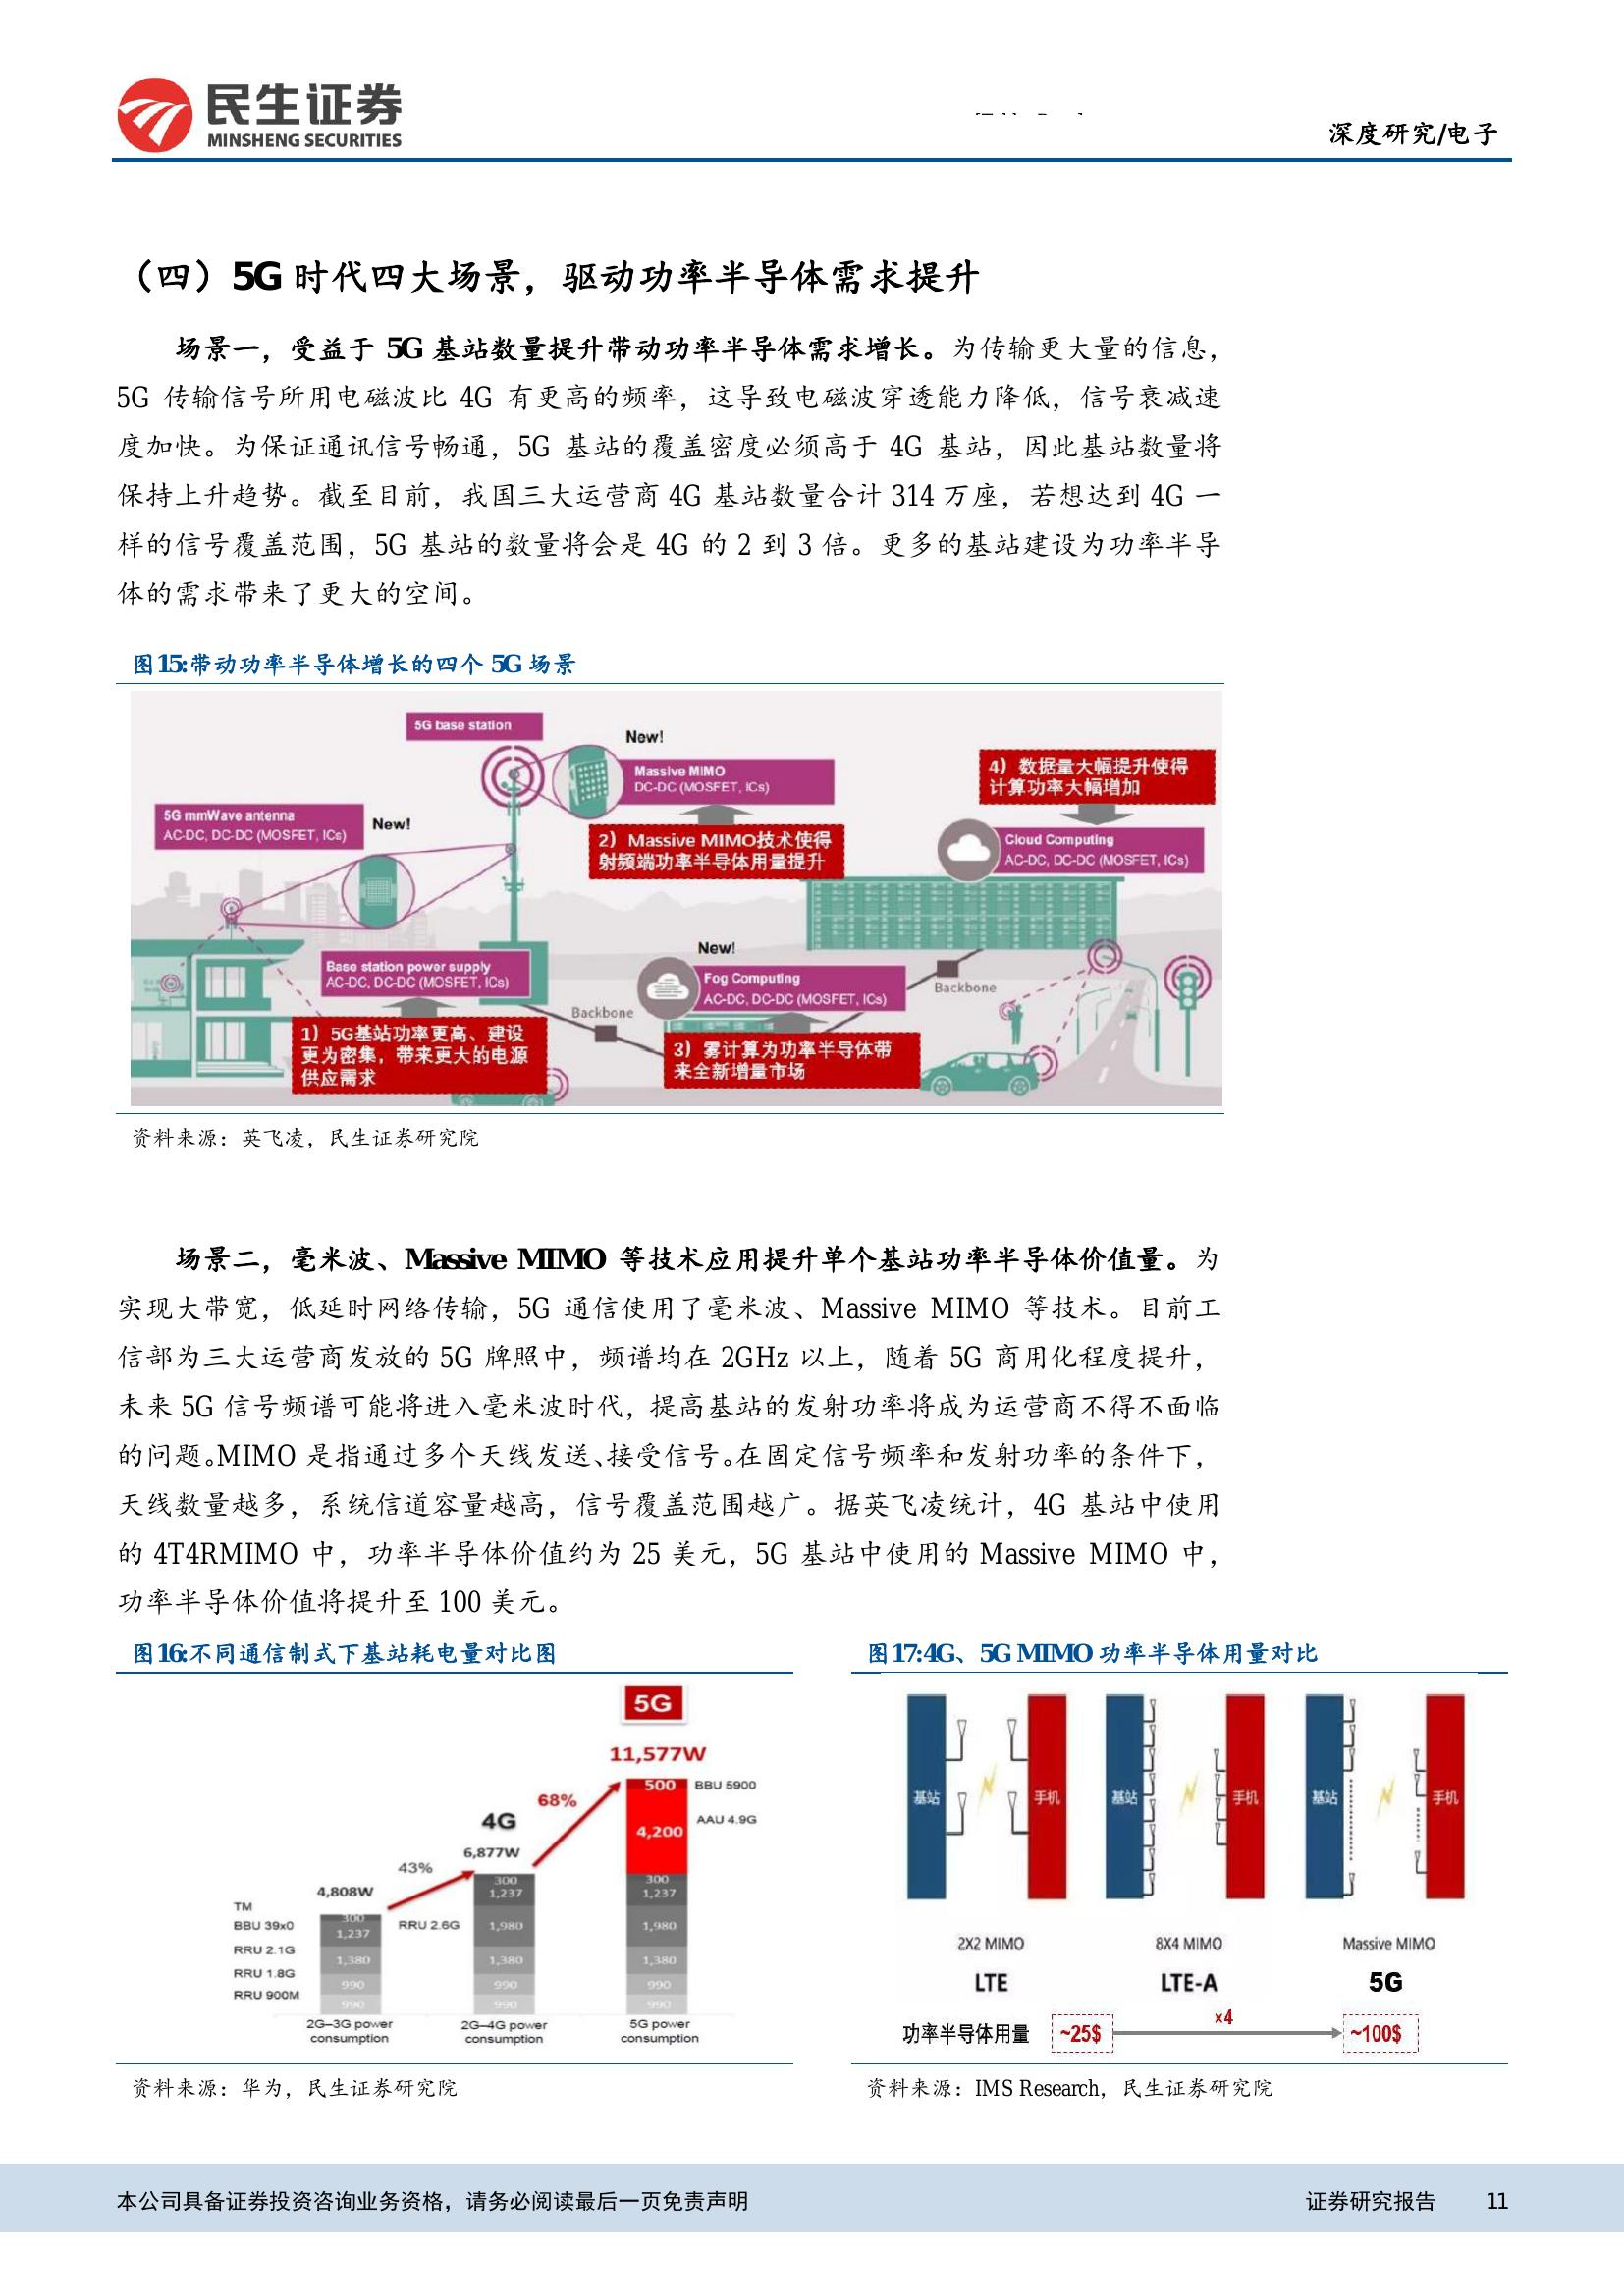 民生证券
MINSHENG SECURITIES
深度研究/电子
（四）5G 时代四大场景，驱动功率半导体需求提升
场景一，受益于 5G 基站数量提升带动功率半导体需求增长。为传输更大量的信息，
5G 传输信号所用电磁波比 4G 有更高的频率，这导致电磁波穿透能力降低，信号衰减速
度加快。为保证通讯信号畅通，5G 基站的覆盖密度必须高于 4G 基站，因此基站数量将
保持上升趋势。截至目前，我国三大运营商 4G 基站数量合计 314 万座，若想达到 4G 一
样的信号覆盖范围，5G 基站的数量将会是 4G 的 2 到 3 倍。更多的基站建设为功率半导
体的需求带来了更大的空间。
图15:带动功率半导体增长的四个 5G 场景
5G base station
New!
Massive MIMO
DC-DC (MOSFET, ICs)
4）数据量大幅提升使得
计算功率大幅增加
5G mmWave antenna
AC-DC, DC-DC (MOSFET, ICs)
New!
2）Massive MIMO技术使得
射频端功率半导体用量提升
Cloud Computing
AC-DC, DC-DC (MOSFET, ICs)
New!
Base station power supply
AC-DC, DC-DC (MOSFET, ICs)
Fog Computing
AC-DC, DC-DC (MOSFET, ICs)
Backbone
Backbone
1）5G基站功率更高、建设
更为密集，带来更大的电源
供应需求
3）雾计算为功率半导体带
来全新增量市场
资料来源：英飞凌，民生证券研究院
场景二，毫米波、Massive MIMO 等技术应用提升单个基站功率半导体价值量。为
实现大带宽，低延时网络传输，5G 通信使用了毫米波、Massive MIMO 等技术。目前工
信部为三大运营商发放的 5G 牌照中，频谱均在 2GHz 以上，随着 5G 商用化程度提升，
未来 5G 信号频谱可能将进入毫米波时代，提高基站的发射功率将成为运营商不得不面临
的问题。MIMO 是指通过多个天线发送、接受信号。在固定信号频率和发射功率的条件下，
天线数量越多，系统信道容量越高，信号覆盖范围越广。据英飞凌统计，4G 基站中使用
的 4T4RMIMO 中，功率半导体价值约为 25 美元，5G 基站中使用的 Massive MIMO 中，
功率半导体价值将提升至 100 美元。
图16:不同通信制式下基站耗电量对比图
5G
11,577W
500 BBU 5900
68%
4,200 AAU 4.9G
4G
6,877W
43%
4,808W
300 300
1,237 1,237
TM
300
BBU 39x0 1,237 RRU 2.6G 1,980 1,980
RRU 2.1G 1,380 1,380 1,380
RRU 1.8G 990 990 990
RRU 900M 990 990 990
2G–3G power
consumption
2G–4G power
consumption
5G power
consumption
资料来源：华为，民生证券研究院
图17:4G、5G MIMO 功率半导体用量对比
基站 手机 基站 手机 基站 手机
2X2 MIMO 8X4 MIMO Massive MIMO
LTE LTE-A 5G
×4
功率半导体用量 ~25$ ~100$
资料来源：IMS Research，民生证券研究院
本公司具备证券投资咨询业务资格，请务必阅读最后一页免责声明 证券研究报告 11